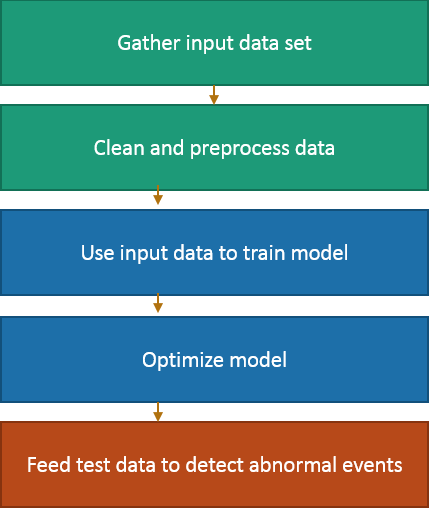 Gather input data set
Clean and preprocess data
Use input data to train model
Optimize model
Feed test data to detect abnormal events